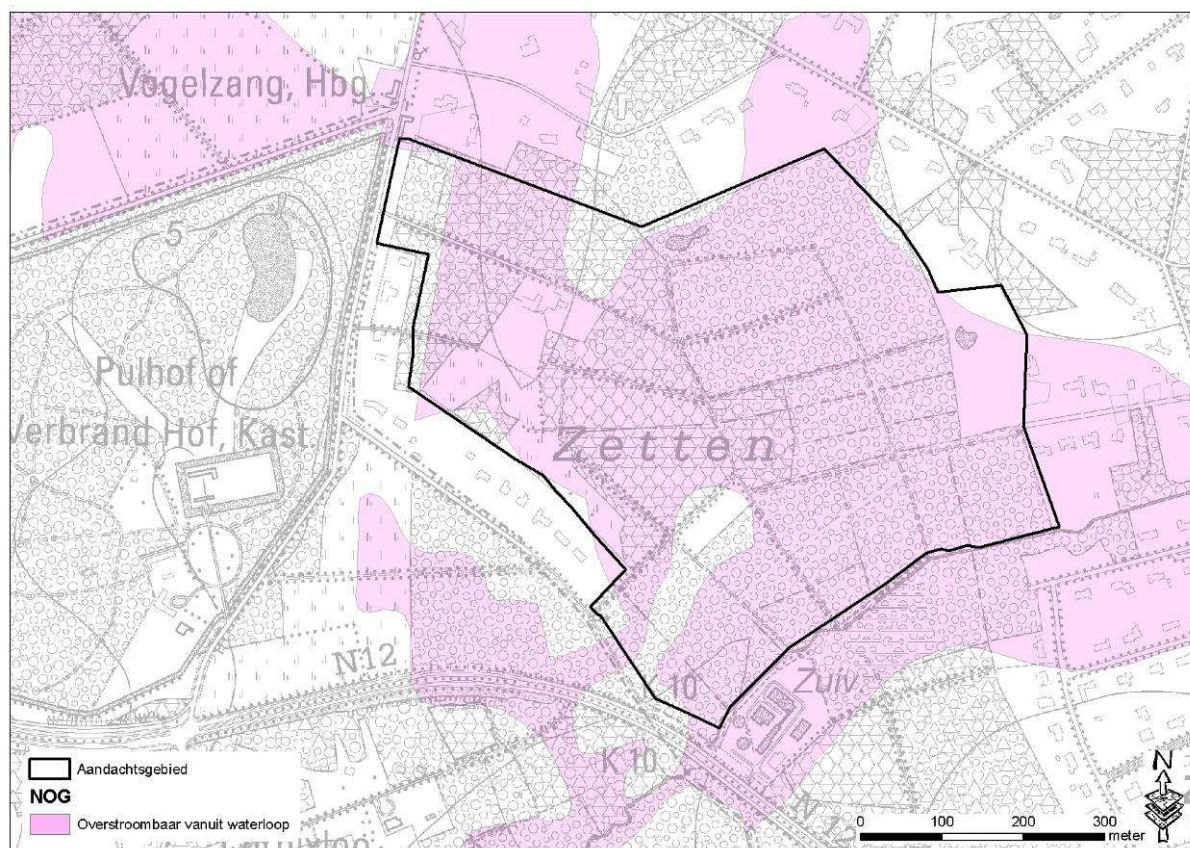 Vogelzang, Hbg.
5
Pulhof of
Verbrand Hof, Kast.
Zetten
N 12
K 10
Zuiv.
K 10
N 12
Aandachtsgebied
NOG
Overstroombaar vanuit waterloop
N
0 100 200 300
meter